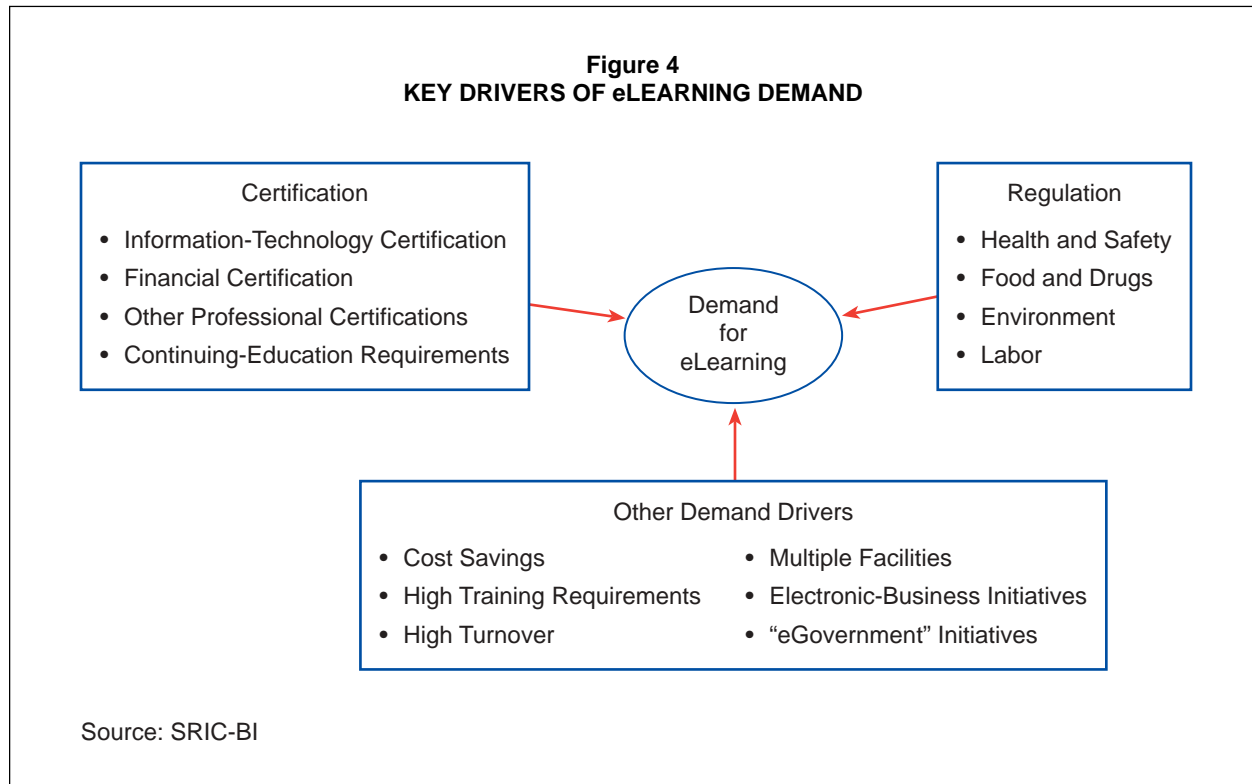 Figure 4
KEY DRIVERS OF eLEARNING DEMAND
Certification
• Information-Technology Certification
• Financial Certification
• Other Professional Certifications
• Continuing-Education Requirements
Demand
for
eLearning
Regulation
• Health and Safety
• Food and Drugs
• Environment
• Labor
Other Demand Drivers
• Cost Savings
• High Training Requirements
• High Turnover
• Multiple Facilities
• Electronic-Business Initiatives
• “eGovernment” Initiatives
Source: SRIC-BI